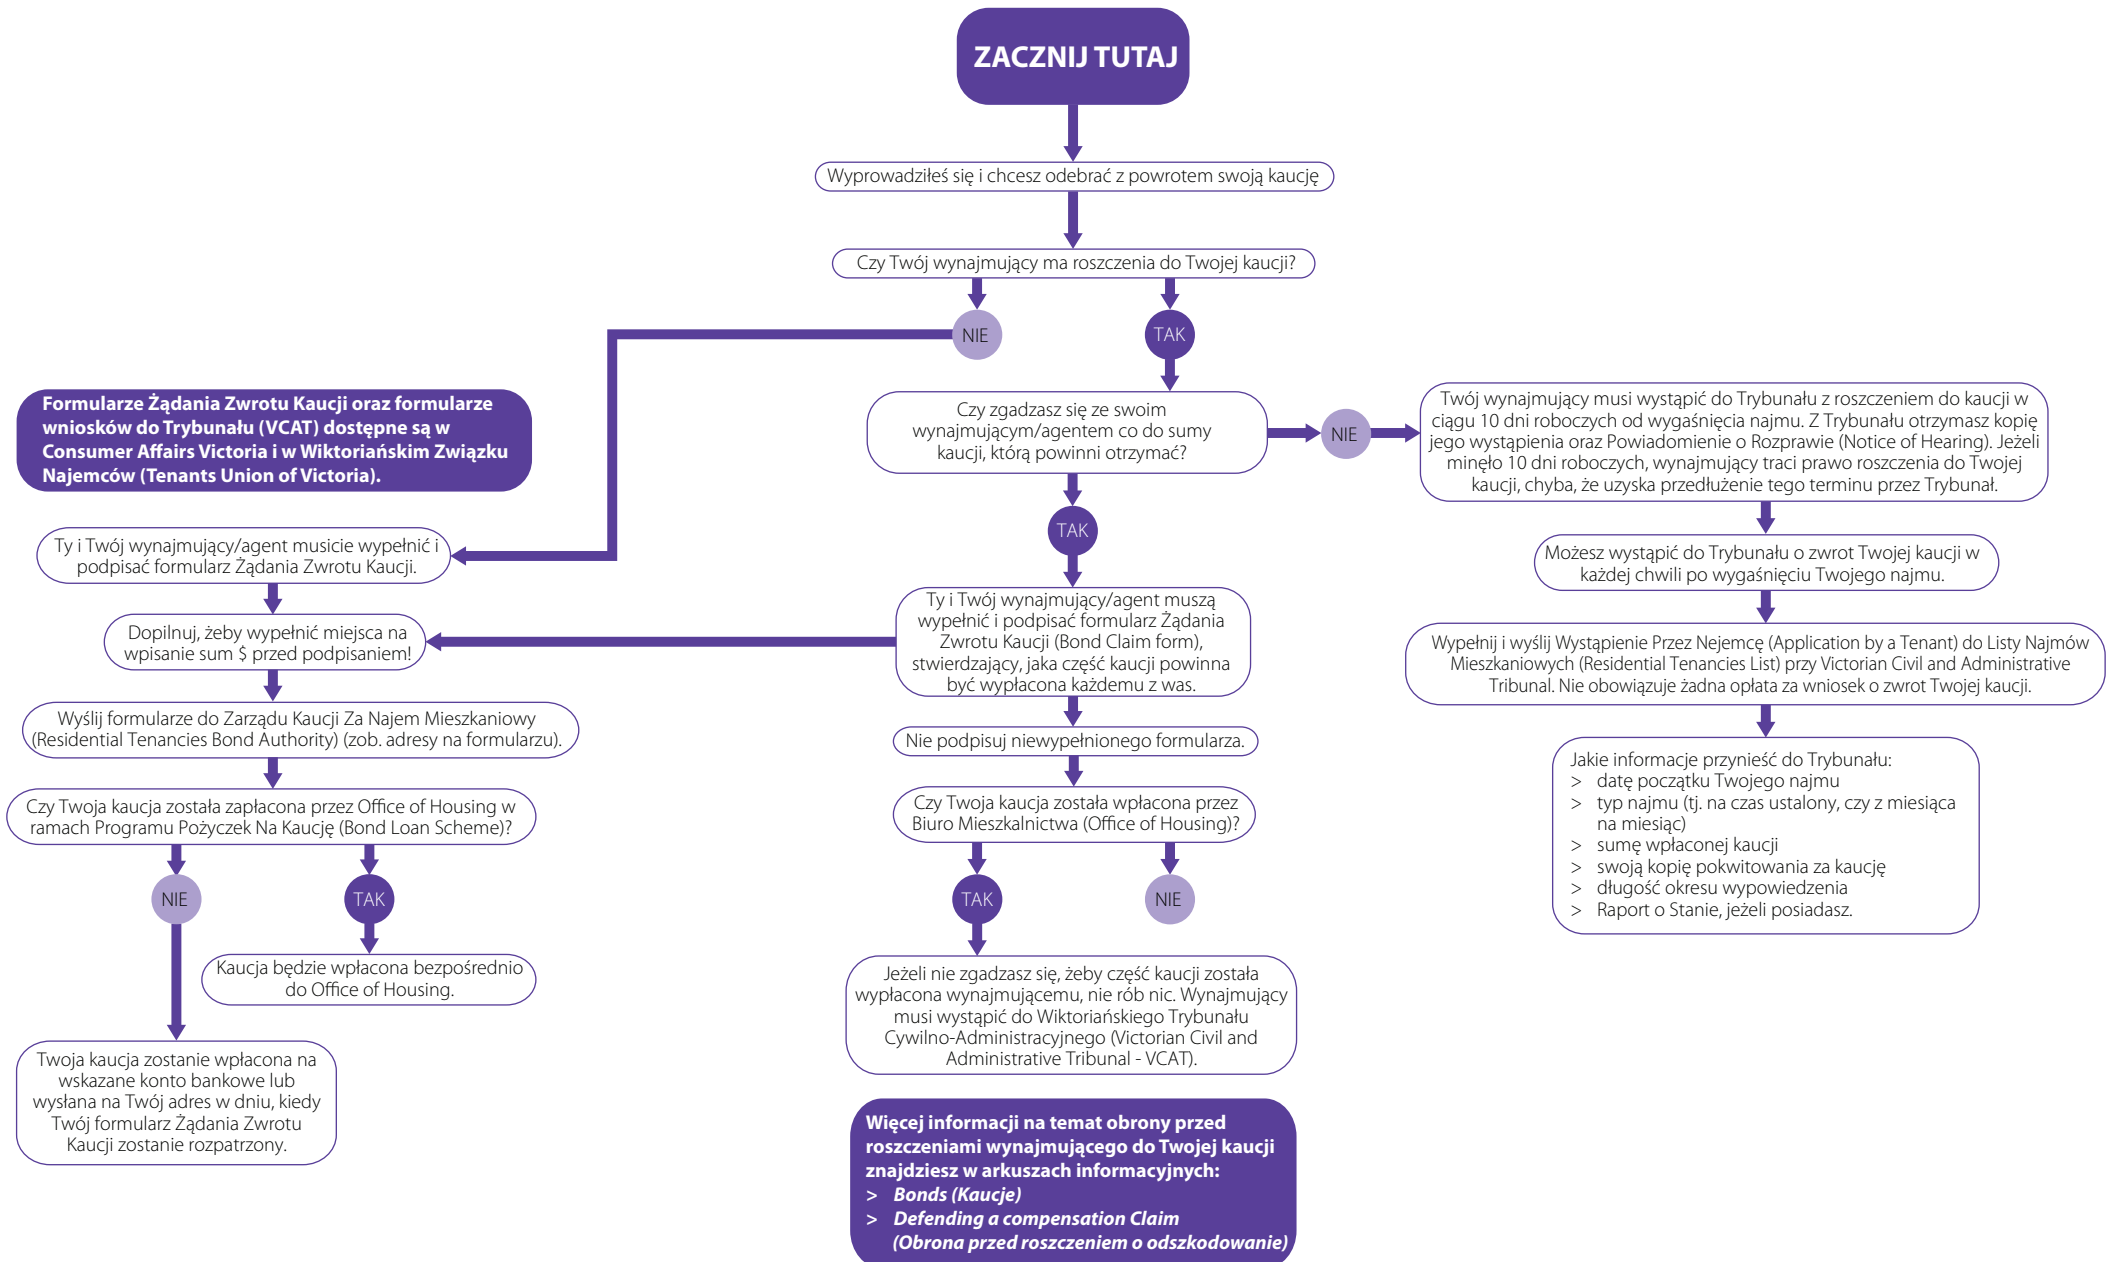 ZACZNIJ TUTAJ
Wyprowadziłeś się i chcesz odebrać z powrotem swoją kaucję
Czy Twój wynajmujący ma roszczenia do Twojej kaucji?
NIE
TAK
Formularze Żądania Zwrotu Kaucji oraz formularze
wniosków do Trybunału (VCAT) dostępne są w
Consumer Affairs Victoria i w Wiktoriańskim Związku
Najemców (Tenants Union of Victoria).
Ty i Twój wynajmujący/agent musicie wypełnić i
podpisać formularz Żądania Zwrotu Kaucji.
Dopilnuj, żeby wypełnić miejsca na
wpisanie sum $ przed podpisaniem!
Wyślij formularze do Zarządu Kaucji Za Najem Mieszkaniowy
(Residential Tenancies Bond Authority) (zob. adresy na formularzu).
Czy Twoja kaucja została zapłacona przez Office of Housing w
ramach Programu Pożyczek Na Kaucję (Bond Loan Scheme)?
NIE
TAK
Kaucja będzie wpłacona bezpośrednio
do Office of Housing.
Twoja kaucja zostanie wpłacona na
wskazane konto bankowe lub
wysłana na Twój adres w dniu, kiedy
Twój formularz Żądania Zwrotu
Kaucji zostanie rozpatrzony.
Czy zgadzasz się ze swoim
wynajmującym/agentem co do sumy
kaucji, którą powinni otrzymać?
NIE
TAK
Ty i Twój wynajmujący/agent muszą
wypełnić i podpisać formularz Żądania
Zwrotu Kaucji (Bond Claim form),
stwierdzający, jaka część kaucji powinna
być wypłacona każdemu z was.
Nie podpisuj niewypełnionego formularza.
Czy Twoja kaucja została wpłacona przez
Biuro Mieszkalnictwa (Office of Housing)?
TAK
NIE
Jeżeli nie zgadzasz się, żeby część kaucji została
wypłacona wynajmującemu, nie rób nic. Wynajmujący
musi wystąpić do Wiktoriańskiego Trybunału
Cywilno-Administracyjnego (Victorian Civil and
Administrative Tribunal - VCAT).
Więcej informacji na temat obrony przed
roszczeniami wynajmującego do Twojej kaucji
znajdziesz w arkuszach informacyjnych:
> Bonds (Kaucje)
> Defending a compensation Claim
(Obrona przed roszczeniem o odszkodowanie)
Twój wynajmujący musi wystąpić do Trybunału z roszczeniem do kaucji w
ciągu 10 dni roboczych od wygaśnięcia najmu. Z Trybunału otrzymasz kopię
jego wystąpienia oraz Powiadomienie o Rozprawie (Notice of Hearing). Jeżeli
minęło 10 dni roboczych, wynajmujący traci prawo roszczenia do Twojej
kaucji, chyba, że uzyska przedłużenie tego terminu przez Trybunał.
Możesz wystąpić do Trybunału o zwrot Twojej kaucji w
każdej chwili po wygaśnięciu Twojego najmu.
Wypełnij i wyślij Wystąpienie Przez Nejemcę (Application by a Tenant) do Listy Najmów
Mieszkaniowych (Residential Tenancies List) przy Victorian Civil and Administrative
Tribunal. Nie obowiązuje żadna opłata za wniosek o zwrot Twojej kaucji.
Jakie informacje przynieść do Trybunału:
> datę początku Twojego najmu
> typ najmu (tj. na czas ustalony, czy z miesiąca
na miesiąc)
> sumę wpłaconej kaucji
> swoją kopię pokwitowania za kaucję
> długość okresu wypowiedzenia
> Raport o Stanie, jeżeli posiadasz.